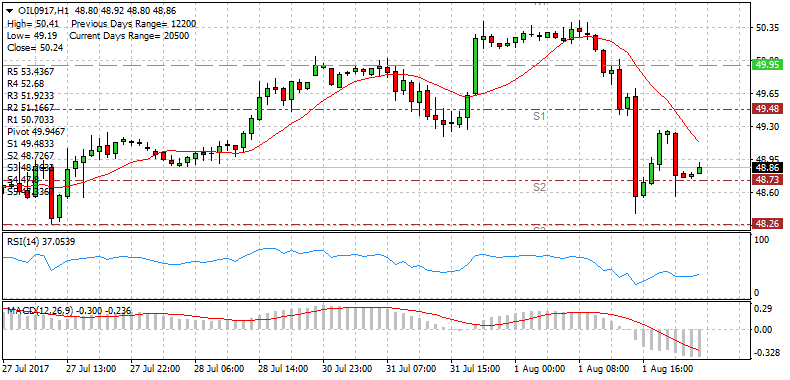 OIL0917,H1 48.80 48.92 48.80 48.86
High= 50.41 Previous Days Range= 12200
Low= 49.19 Current Days Range= 20500
Close= 50.24
R5 53.4367
R4 52.68
R3 51.9233
R2 51.1667
R1 50.7033
Pivot 49.9467
S1 49.4833
S2 48.7267
S3
S4
S5
S1
S2
50.35
49.95
49.65
49.48
49.30
48.95
48.86
48.73
48.60
48.26
RSI(14) 37.0539
100
0
MACD(12,26,9) -0.300 -0.236
0.29
0.00
-0.328
27 Jul 2017
27 Jul 13:00
27 Jul 22:00
28 Jul 06:00
28 Jul 14:00
30 Jul 23:00
31 Jul 07:00
31 Jul 15:00
1 Aug 00:00
1 Aug 08:00
1 Aug 16:00